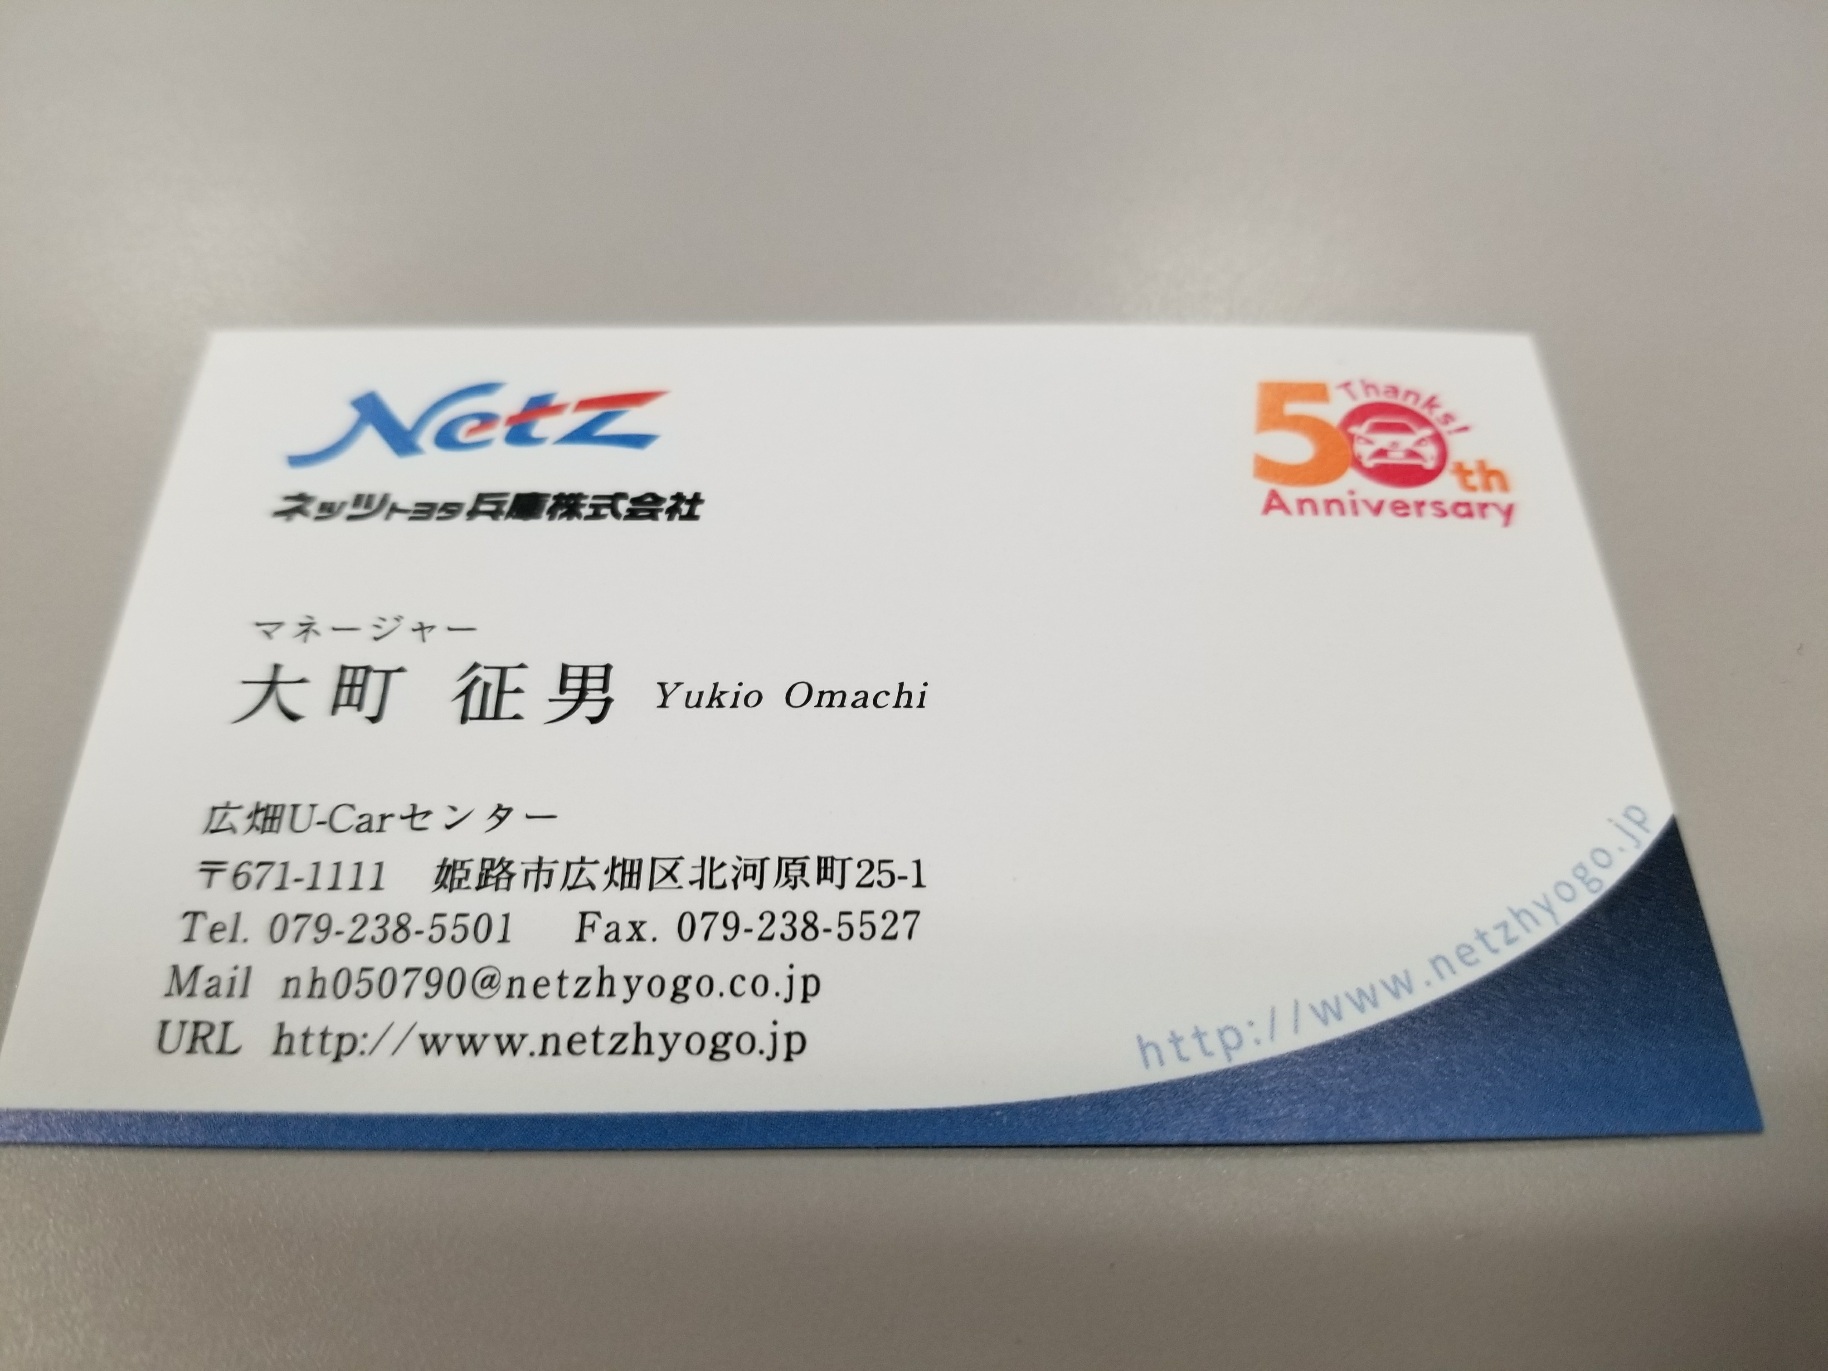 Netz
ネッツトヨタ兵庫株式会社
50th
Thanks!
Anniversary
マネージャー
大町 征男 Yukio Omachi
広畑U-Carセンター
〒671-1111 姫路市広畑区北河原町25-1
Tel. 079-238-5501 Fax. 079-238-5527
Mail nh050790@netzhyogo.co.jp
URL http://www.netzhyogo.jp
http://www.netzhyogo.jp